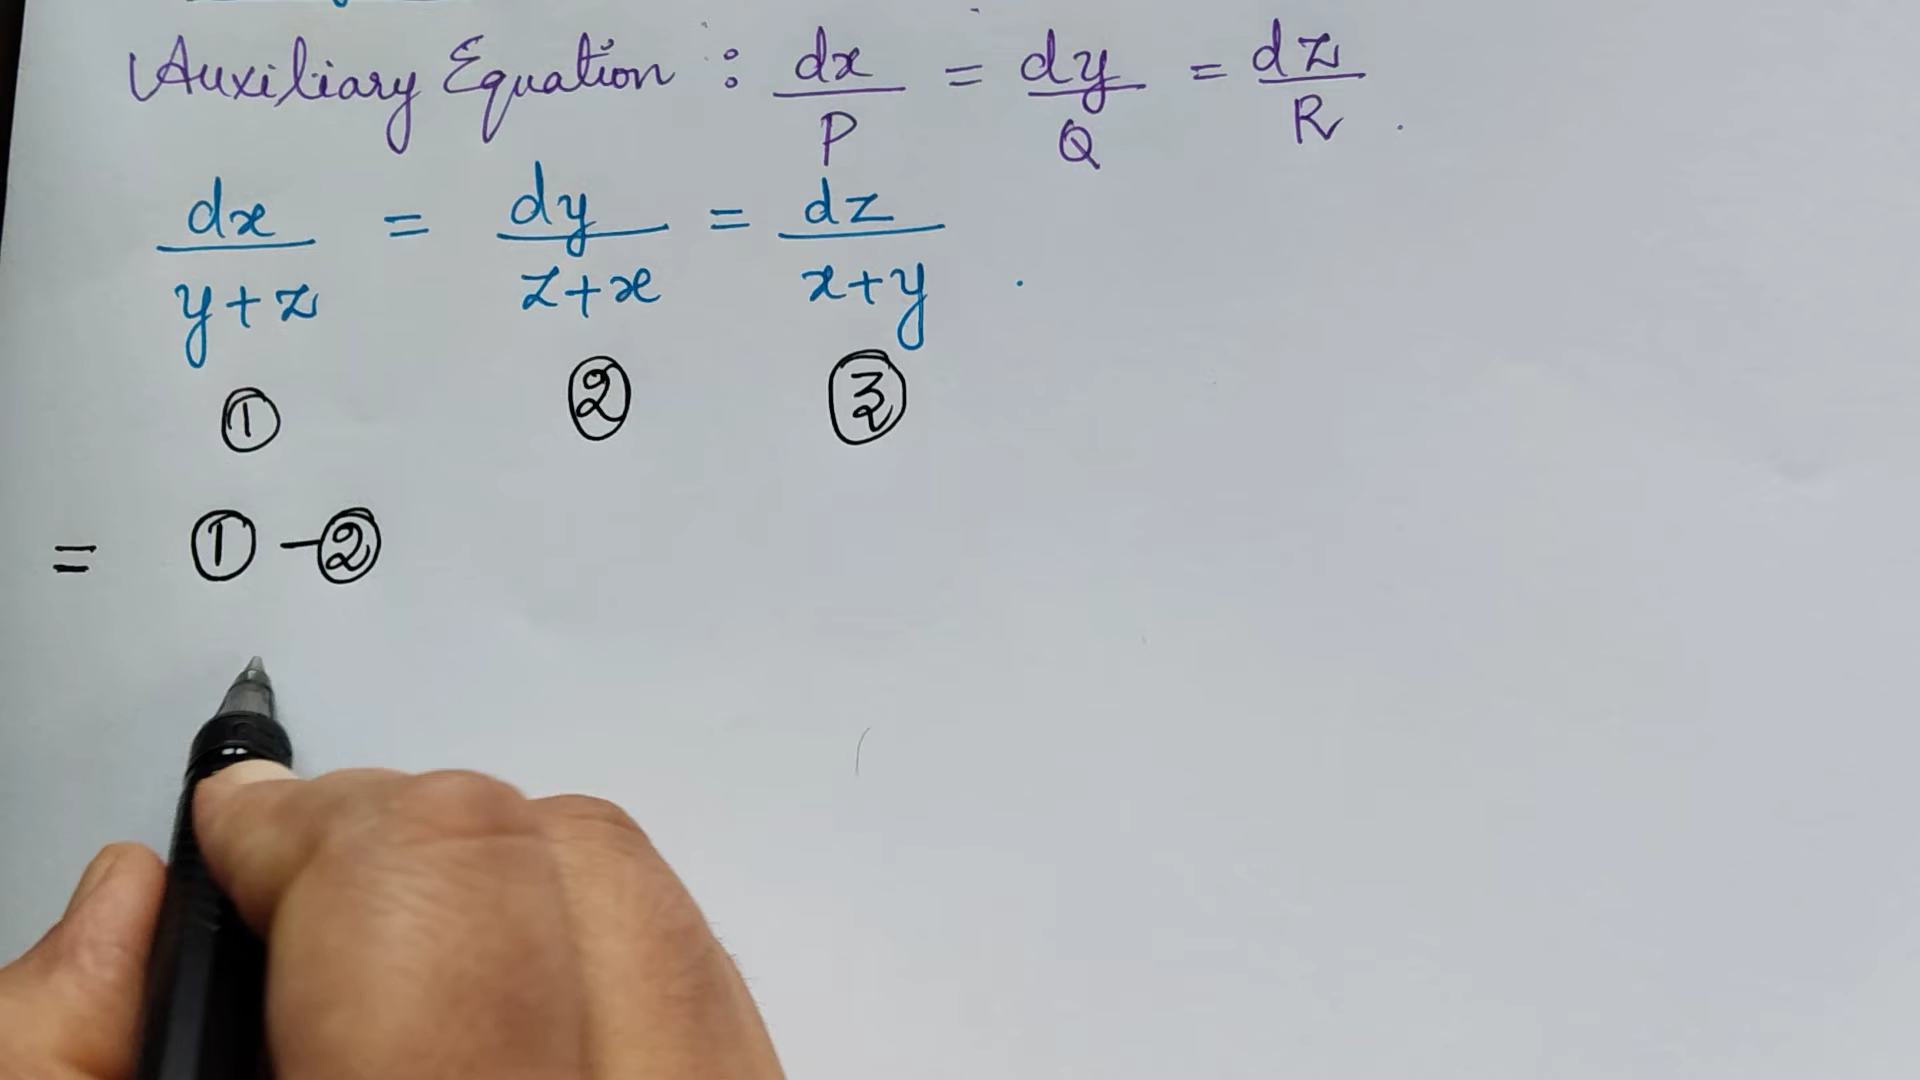 Auxiliary Equation : dx/P = dy/Q = dz/R .
dx/y+z = dy/z+x = dz/x+y .
① ② ③
= ① - ②